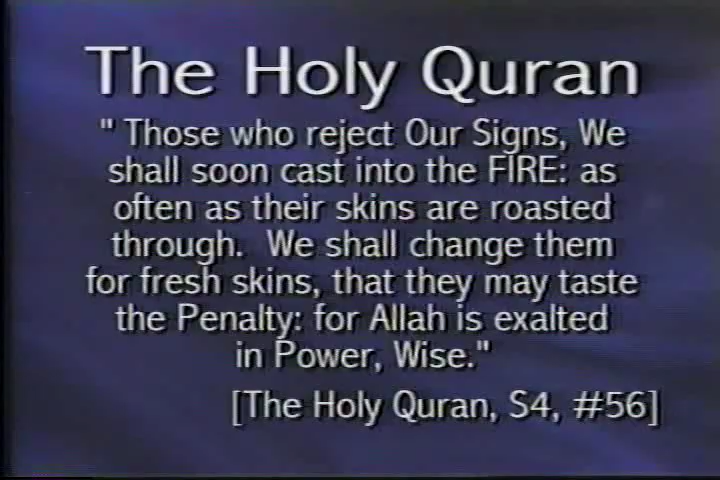 The Holy Quran
" Those who reject Our Signs, We
shall soon cast into the FIRE: as
often as their skins are roasted
through.  We shall change them
for fresh skins, that they may taste
the Penalty: for Allah is exalted
in Power, Wise."
[The Holy Quran, S4, #56]